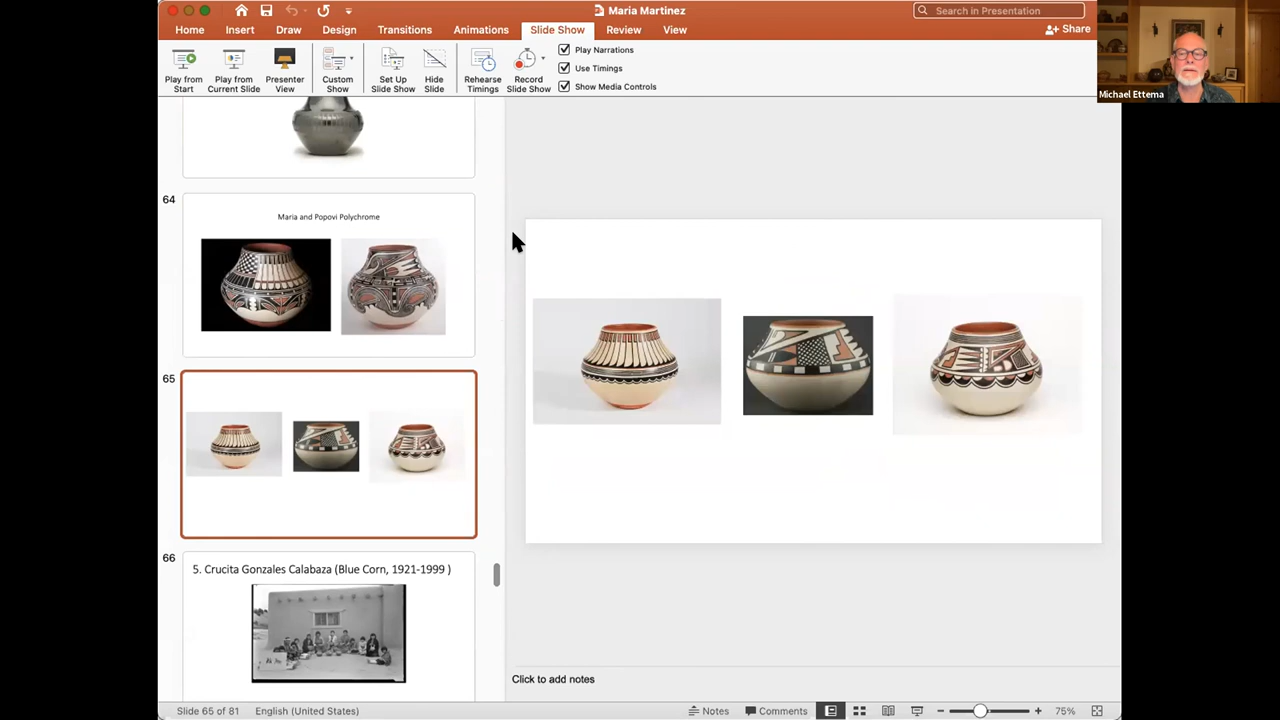 Maria Martinez
Search in Presentation
Home Insert Draw Design Transitions Animations Slide Show Review View
Share
Play from Start
Play from Current Slide
Presenter View
Custom Show
Set Up Slide Show
Hide Slide
Rehearse Timings
Record Slide Show
Play Narrations
Use Timings
Show Media Controls
Michael Ettema
64
Maria and Popovi Polychrome
65
66
5. Crucita Gonzales Calabaza (Blue Corn, 1921-1999 )
Click to add notes
Slide 65 of 81 English (United States) Notes Comments 75%